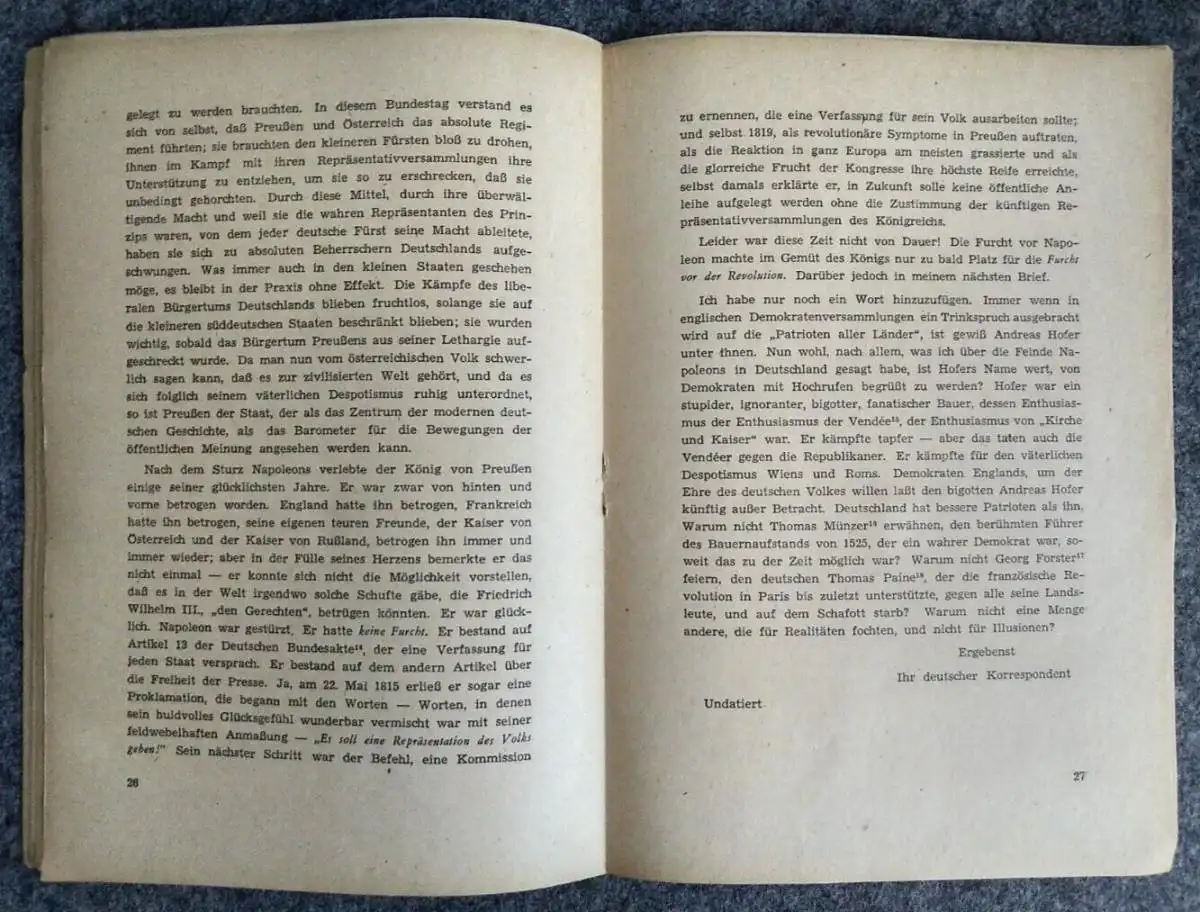 gelegt zu werden brauchten. In diesem Bundestag verstand es
sich von selbst, daß Preußen und Österreich das absolute Regi-
ment führten; sie brauchten den kleineren Fürsten bloß zu drohen,
ihnen im Kampf mit ihren Repräsentativversammlungen ihre
Unterstützung zu entziehen, um sie so zu erschrecken, daß sie
unbedingt gehorchten. Durch diese Mittel, durch ihre überwäl-
tigende Macht und weil sie die wahren Repräsentanten des Prin-
zips waren, von dem jeder deutsche Fürst seine Macht ableitete,
haben sie sich zu absoluten Beherrschern Deutschlands aufge-
schwungen. Was immer auch in den kleinen Staaten geschehen
möge, es bleibt in der Praxis ohne Effekt. Die Kämpfe des libe-
ralen Bürgertums Deutschlands blieben fruchtlos, solange sie auf
die kleineren süddeutschen Staaten beschränkt blieben; sie wurden
wichtig, sobald das Bürgertum Preußens aus seiner Lethargie auf-
geschreckt wurde. Da man nun vom österreichischen Volk schwer-
lich sagen kann, daß es zur zivilisierten Welt gehört, und da es
sich folglich seinem väterlichen Despotismus ruhig unterordnet,
so ist Preußen der Staat, der als das Zentrum der modernen deut-
schen Geschichte, als das Barometer für die Bewegungen der
öffentlichen Meinung angesehen werden kann.
Nach dem Sturz Napoleons verlebte der König von Preußen
einige seiner glücklichsten Jahre. Er war zwar von hinten und
vorne betrogen worden. England hatte ihn betrogen, Frankreich
hatte ihn betrogen, seine eigenen teuren Freunde, der Kaiser von
Österreich und der Kaiser von Rußland, betrogen ihn immer und
immer wieder; aber in der Fülle seines Herzens bemerkte er das
nicht einmal — er konnte sich nicht die Möglichkeit vorstellen,
daß es in der Welt irgendwo solche Schufte gäbe, die Friedrich
Wilhelm III., „den Gerechten“, betrügen könnten. Er war glück-
lich. Napoleon war gestürzt. Er hatte keine Furcht. Er bestand auf
Artikel 13 der Deutschen Bundesakte¹⁴, der eine Verfassung für
jeden Staat versprach. Er bestand auf dem andern Artikel über
die Freiheit der Presse. Ja, am 22. Mai 1815 erließ er sogar eine
Proklamation, die begann mit den Worten — Worten, in denen
sein huldvolles Glücksgefühl wunderbar vermischt war mit seiner
feldwebelhaften Anmaßung — „Es soll eine Repräsentation des Volks
geben!“ Sein nächster Schritt war der Befehl, eine Kommission
26
zu ernennen, die eine Verfassung für sein Volk ausarbeiten sollte;
und selbst 1819, als revolutionäre Symptome in Preußen auftraten,
als die Reaktion in ganz Europa am meisten grassierte und als
die glorreiche Frucht der Kongresse ihre höchste Reife erreichte,
selbst damals erklärte er, in Zukunft solle keine öffentliche An-
leihe aufgelegt werden ohne die Zustimmung der künftigen Re-
präsentativversammlungen des Königreichs.
Leider war diese Zeit nicht von Dauer! Die Furcht vor Napo-
leon machte im Gemüt des Königs nur zu bald Platz für die Furcht
vor der Revolution. Darüber jedoch in meinem nächsten Brief.
Ich habe nur noch ein Wort hinzuzufügen. Immer wenn in
englischen Demokratenversammlungen ein Trinkspruch ausgebracht
wird auf die „Patrioten aller Länder“, ist gewiß Andreas Hofer
unter ihnen. Nun wohl, nach allem, was ich über die Feinde Na-
poleons in Deutschland gesagt habe, ist Hofers Name wert, von
Demokraten mit Hochrufen begrüßt zu werden? Hofer war ein
stupider, ignoranter, bigotter, fanatischer Bauer, dessen Enthusias-
mus der Enthusiasmus der Vendée¹⁵, der Enthusiasmus von „Kirche
und Kaiser“ war. Er kämpfte tapfer — aber das taten auch die
Vendéer gegen die Republikaner. Er kämpfte für den väterlichen
Despotismus Wiens und Roms. Demokraten Englands, um der
Ehre des deutschen Volkes willen laßt den bigotten Andreas Hofer
künftig außer Betracht. Deutschland hat bessere Patrioten als ihn.
Warum nicht Thomas Münzer¹⁶ erwähnen, den berühmten Führer
des Bauernaufstands von 1525, der ein wahrer Demokrat war, so-
weit das zu der Zeit möglich war? Warum nicht Georg Forster¹⁷
feiern, den deutschen Thomas Paine¹⁸, der die französische Re-
volution in Paris bis zuletzt unterstützte, gegen alle seine Lands-
leute, und auf dem Schafott starb? Warum nicht eine Menge
andere, die für Realitäten fochten, und nicht für Illusionen?
Ergebenst
Ihr deutscher Korrespondent
Undatiert
27